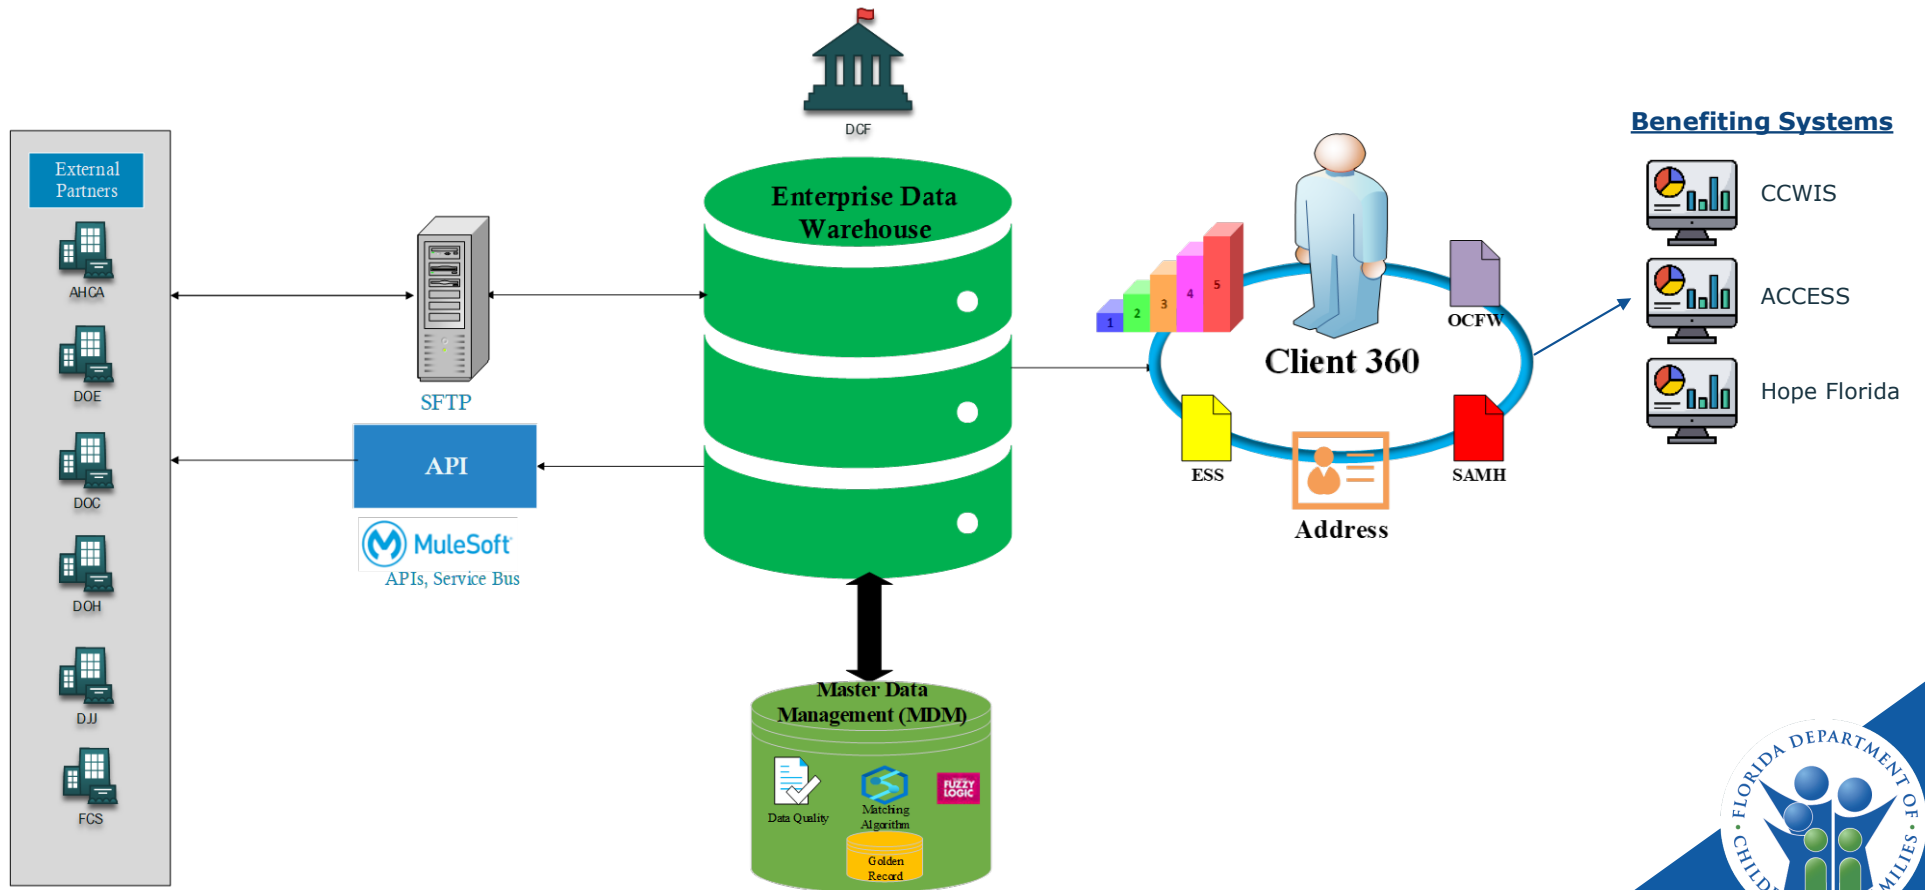 DCF
External
Partners
AHCA
DOE
DOC
DOH
DJJ
FCS
SFTP
API
MuleSoft
APIs, Service Bus
Enterprise Data
Warehouse
Master Data
Management (MDM)
Data Quality
Matching
Algorithm
FUZZY
LOGIC
Golden
Record
1
2
3
4
5
Client 360
OCFW
ESS
SAMH
Address
Benefiting Systems
CCWIS
ACCESS
Hope Florida
FLORIDA DEPARTMENT OF